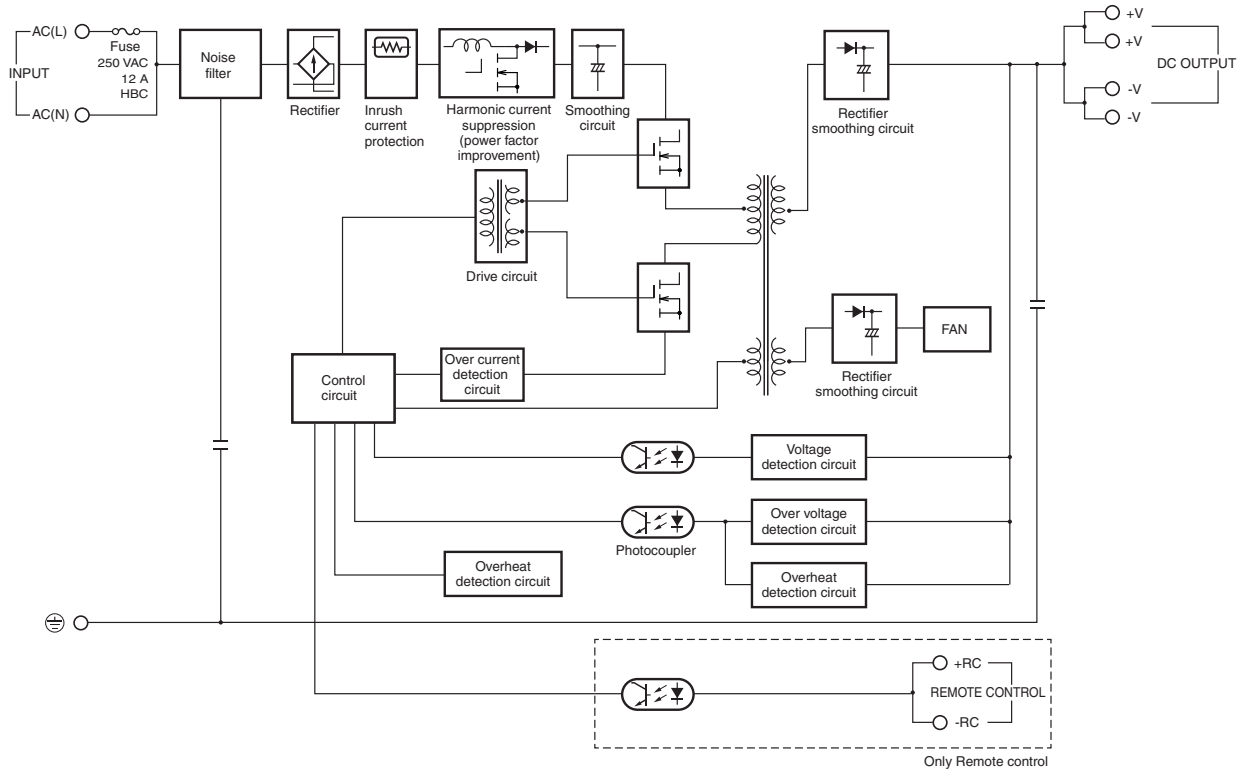 AC(L)
Fuse
250 VAC
12 A
HBC
INPUT
AC(N)
Noise
filter
Rectifier
Inrush
current
protection
Harmonic current
suppression
(power factor
improvement)
Smoothing
circuit
Rectifier
smoothing circuit
+V
+V
DC OUTPUT
-V
-V
Drive circuit
Rectifier
smoothing circuit
FAN
Control
circuit
Over current
detection
circuit
Voltage
detection circuit
Over voltage
detection circuit
Photocoupler
Overheat
detection circuit
Overheat
detection circuit
+RC
REMOTE CONTROL
-RC
Only Remote control